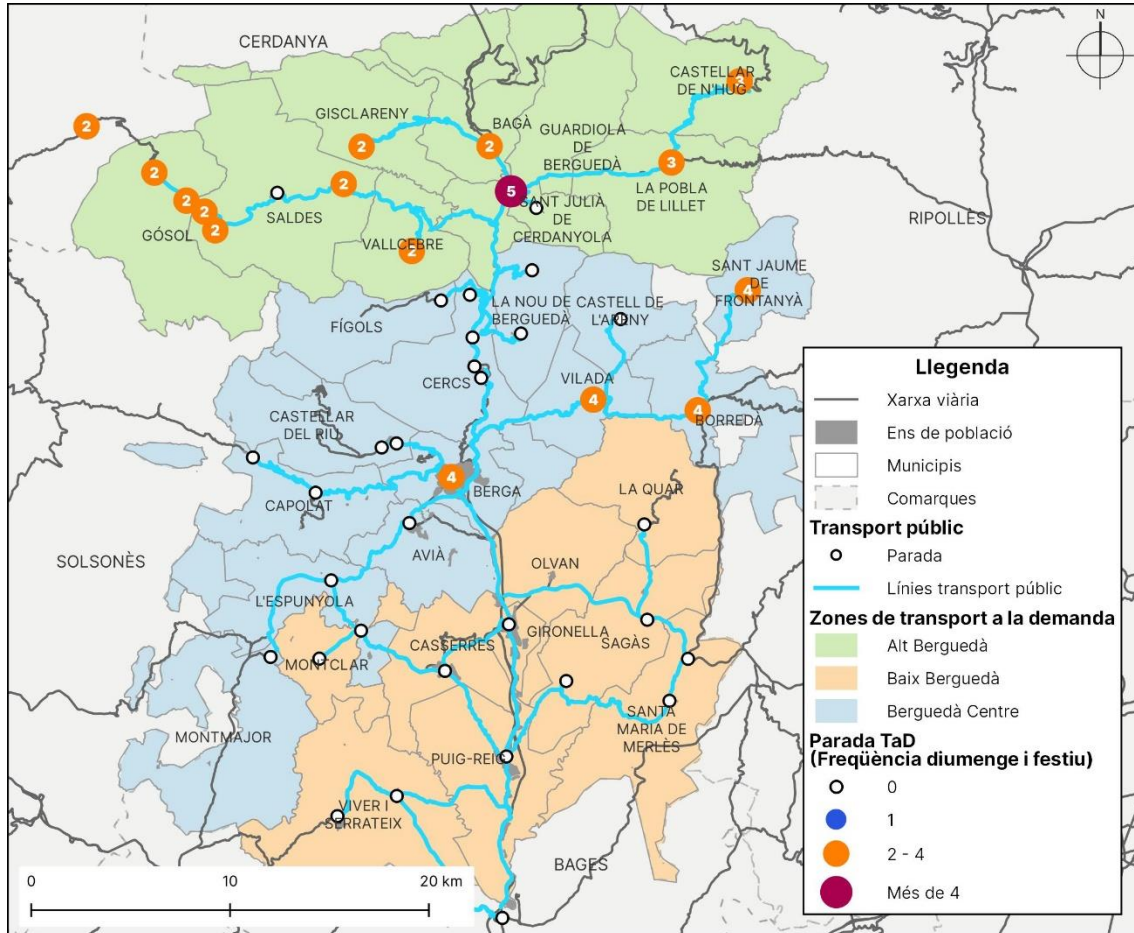 CERDANYA
N
CASTELLAR
DE N'HUG
3
2
GISCLARENY
BAGÀ
GUARDIOLA
DE
BERGUEDÀ
2
2
3
2
2
5
LA POBLA
DE LILLET
2
2
SALDES
SANT JULIÀ
DE
CERDANYOLA
RIPOLLÈS
2
GÓSOL
VALLCEBRE
2
SANT JAUME
DE
FRONTANYÀ
4
LA NOU DE
BERGUEDÀ
CASTELL DE
L'ARENY
FÍGOLS
CERCS
VILADA
4
4
BORREDÀ
CASTELLAR
DEL RIU
4
BERGA
LA QUAR
CAPOLAT
AVIÀ
OLVAN
SOLSONÈS
L'ESPUNYOLA
GIRONELLA
SAGÀS
CASSERRES
MONTCLAR
SANTA
MARIA DE
MERLÈS
MONTMAJOR
PUIG-REIG
VIVER I
SERRATEIX
BAGES
0 10 20 km
Llegenda
Xarxa viària
Ens de població
Municipis
Comarques
Transport públic
Parada
Línies transport públic
Zones de transport a la demanda
Alt Berguedà
Baix Berguedà
Berguedà Centre
Parada TaD
(Freqüència diumenge i festiu)
0
1
2 - 4
Més de 4